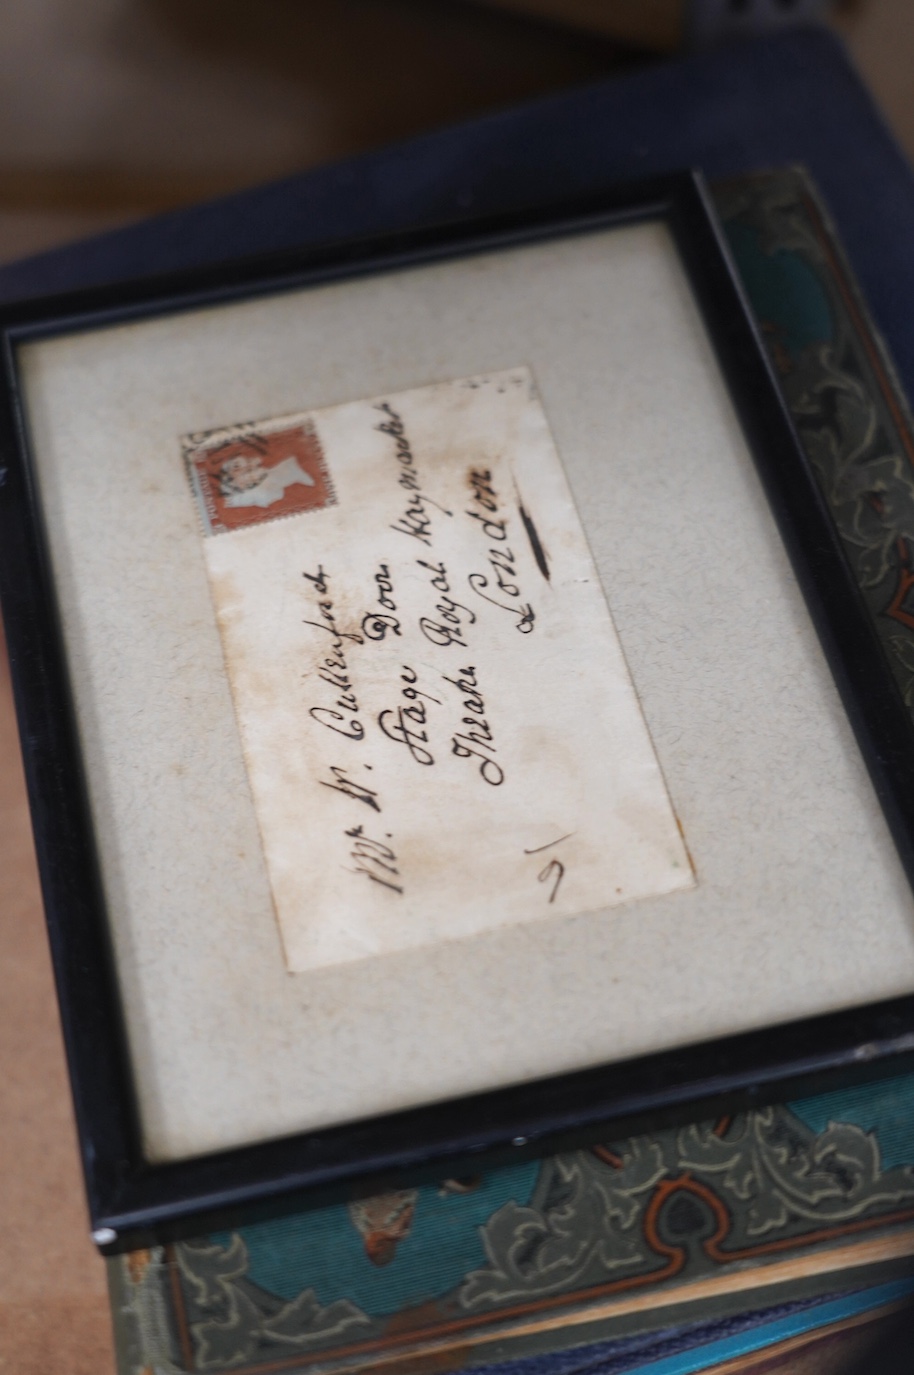 Mr. W. Cullenford
Stage Door
Theatre Royal Haymarket
London